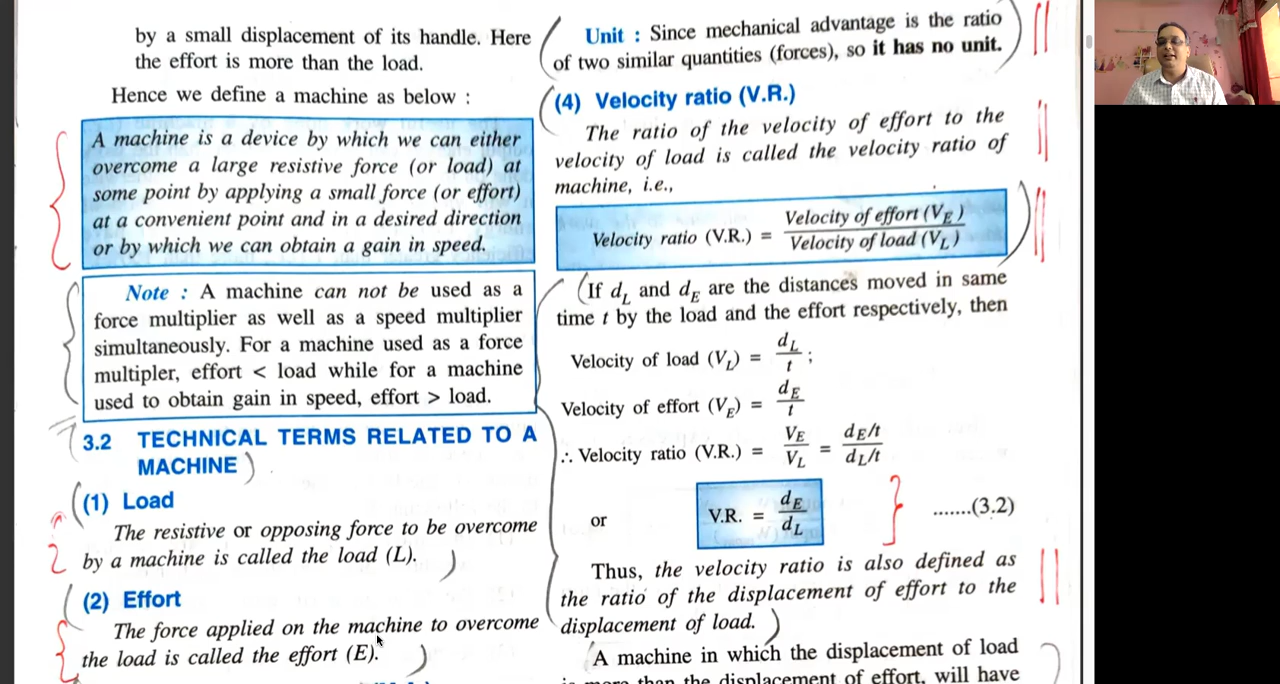 by a small displacement of its handle. Here
the effort is more than the load.
Hence we define a machine as below :
A machine is a device by which we can either
overcome a large resistive force (or load) at
some point by applying a small force (or effort)
at a convenient point and in a desired direction
or by which we can obtain a gain in speed.
Note : A machine can not be used as a
force multiplier as well as a speed multiplier
simultaneously. For a machine used as a force
multipler, effort < load while for a machine
used to obtain gain in speed, effort > load.
3.2 TECHNICAL TERMS RELATED TO A
MACHINE
(1) Load
The resistive or opposing force to be overcome
by a machine is called the load (L).
(2) Effort
The force applied on the machine to overcome
the load is called the effort (E).
Unit : Since mechanical advantage is the ratio
of two similar quantities (forces), so it has no unit.
(4) Velocity ratio (V.R.)
The ratio of the velocity of effort to the
velocity of load is called the velocity ratio of
machine, i.e.,
Velocity ratio (V.R.) = Velocity of effort (V_E) / Velocity of load (V_L)
If d_L and d_E are the distances moved in same
time t by the load and the effort respectively, then
Velocity of load (V_L) = d_L / t ;
Velocity of effort (V_E) = d_E / t
∴ Velocity ratio (V.R.) = V_E / V_L = d_E/t / d_L/t
or V.R. = d_E / d_L .......(3.2)
Thus, the velocity ratio is also defined as
the ratio of the displacement of effort to the
displacement of load.
A machine in which the displacement of load
than the displacement of effort, will have